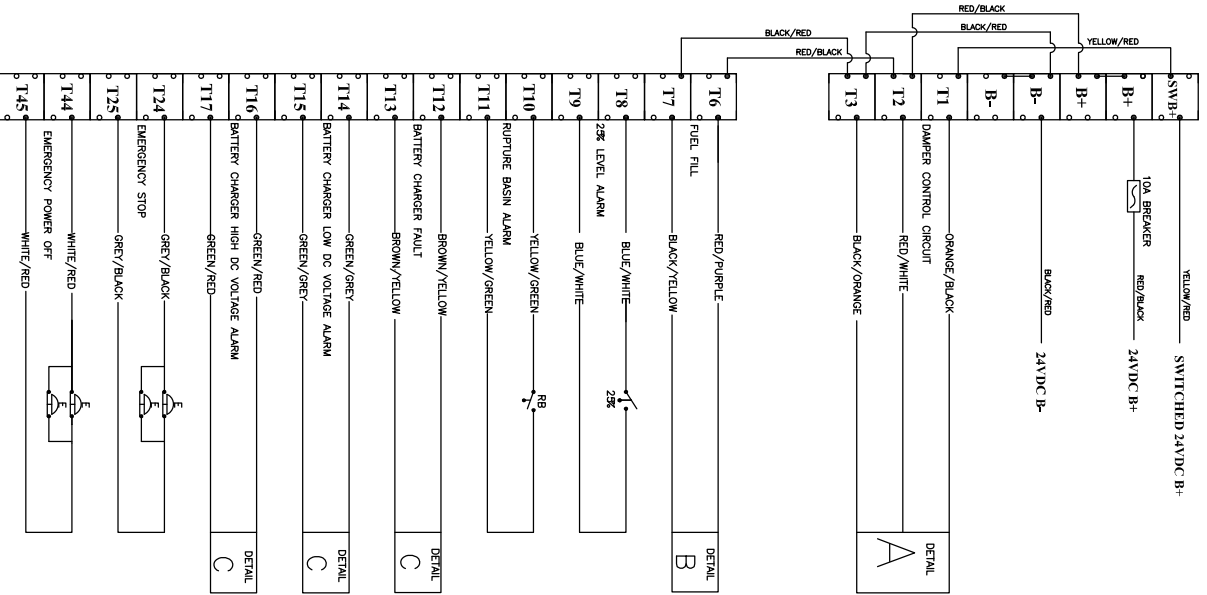 RED/BLACK
BLACK/RED
BLACK/RED
YELLOW/RED
RED/BLACK
T45
T44
T25
T24
T17
T16
T15
T14
T13
T12
T11
T10
T9
T8
T7
T6
T3
T2
T1
B-
B-
B+
B+
SWB+
EMERGENCY POWER OFF
EMERGENCY STOP
BATTERY CHARGER HIGH DC VOLTAGE ALARM
BATTERY CHARGER LOW DC VOLTAGE ALARM
BATTERY CHARGER FAULT
RUPTURE BASIN ALARM
25% LEVEL ALARM
FUEL FILL
DAMPER CONTROL CIRCUIT
10A BREAKER
WHITE/RED
WHITE/RED
GREY/BLACK
GREY/BLACK
GREEN/RED
GREEN/RED
GREEN/GREY
GREEN/GREY
BROWN/YELLOW
BROWN/YELLOW
YELLOW/GREEN
YELLOW/GREEN
BLUE/WHITE
BLUE/WHITE
BLACK/YELLOW
RED/PURPLE
BLACK/ORANGE
RED/WHITE
ORANGE/BLACK
BLACK/RED
RED/BLACK
YELLOW/RED
24VDC B-
24VDC B+
SWITCHED 24VDC B+
E
E
E
E
RB
25%
DETAIL
C
DETAIL
C
DETAIL
C
DETAIL
B
DETAIL
A